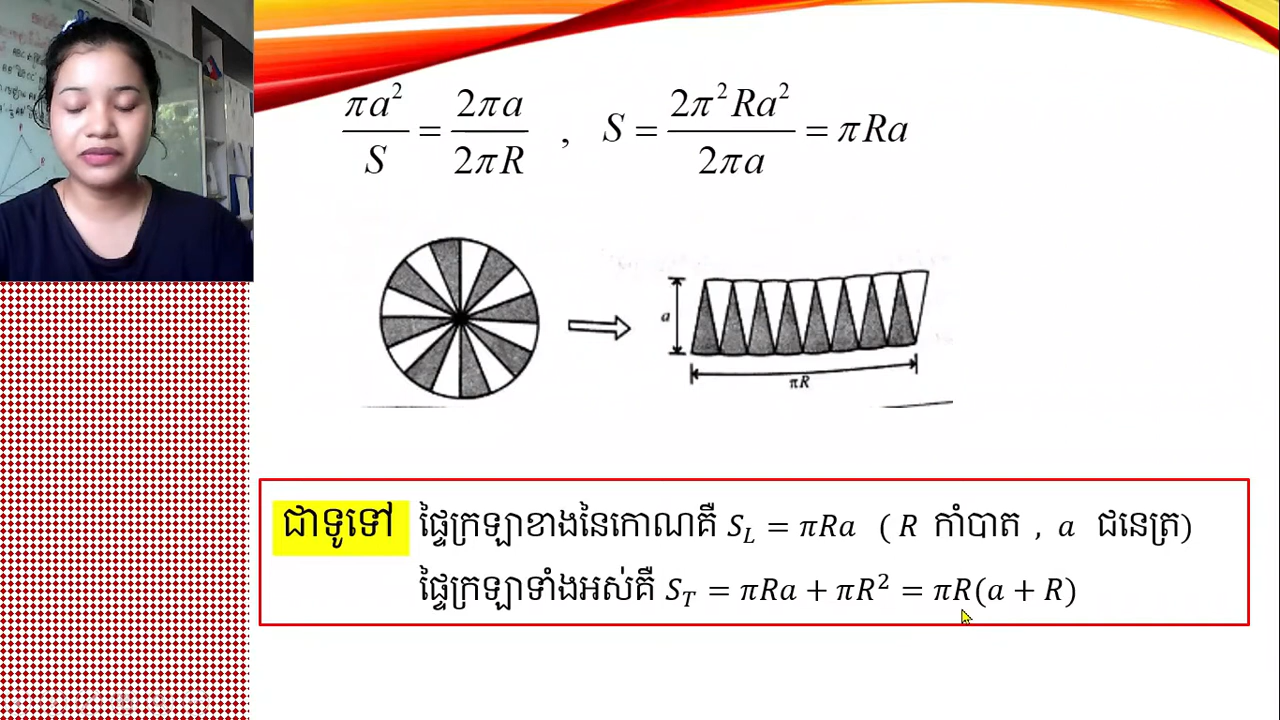 πa²/S = 2πa/2πR , S = 2π²Ra²/2πa = πRa
a
πR
ជាទូទៅ ផ្ទៃក្រឡាខាងនៃកោណគឺ S_L = πRa ( R កាំបាត , a ជនេត្រ)
ផ្ទៃក្រឡាទាំងអស់គឺ S_T = πRa + πR² = πR(a + R)